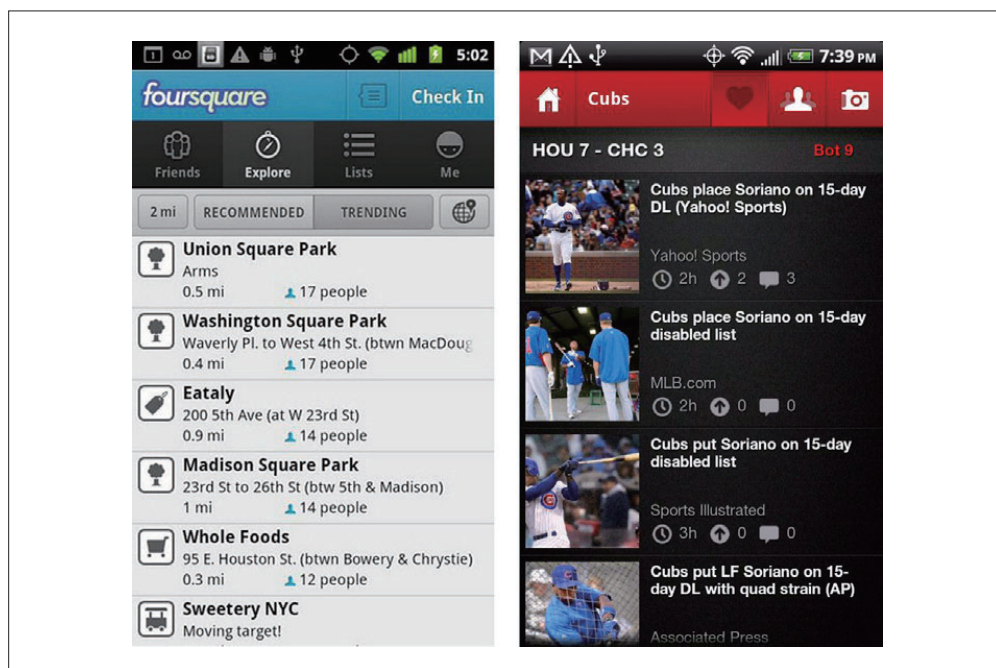 5:02
foursquare
Check In
Friends
Explore
Lists
Me
2 mi
RECOMMENDED
TRENDING
Union Square Park
Arms
0.5 mi 17 people
Washington Square Park
Waverly Pl. to West 4th St. (btwn MacDoug
0.4 mi 17 people
Eataly
200 5th Ave (at W 23rd St)
0.9 mi 14 people
Madison Square Park
23rd St to 26th St (btw 5th & Madison)
1 mi 14 people
Whole Foods
95 E. Houston St. (btwn Bowery & Chrystie)
0.3 mi 12 people
Sweetery NYC
Moving target!
7:39 PM
Cubs
HOU 7 - CHC 3 Bot 9
Cubs place Soriano on 15-day
DL (Yahoo! Sports)
Yahoo! Sports
2h 2 3
Cubs place Soriano on 15-day
disabled list
MLB.com
2h 0 0
Cubs put Soriano on 15-day
disabled list
Sports Illustrated
3h 0 0
Cubs put LF Soriano on 15-
day DL with quad strain (AP)
Associated Press